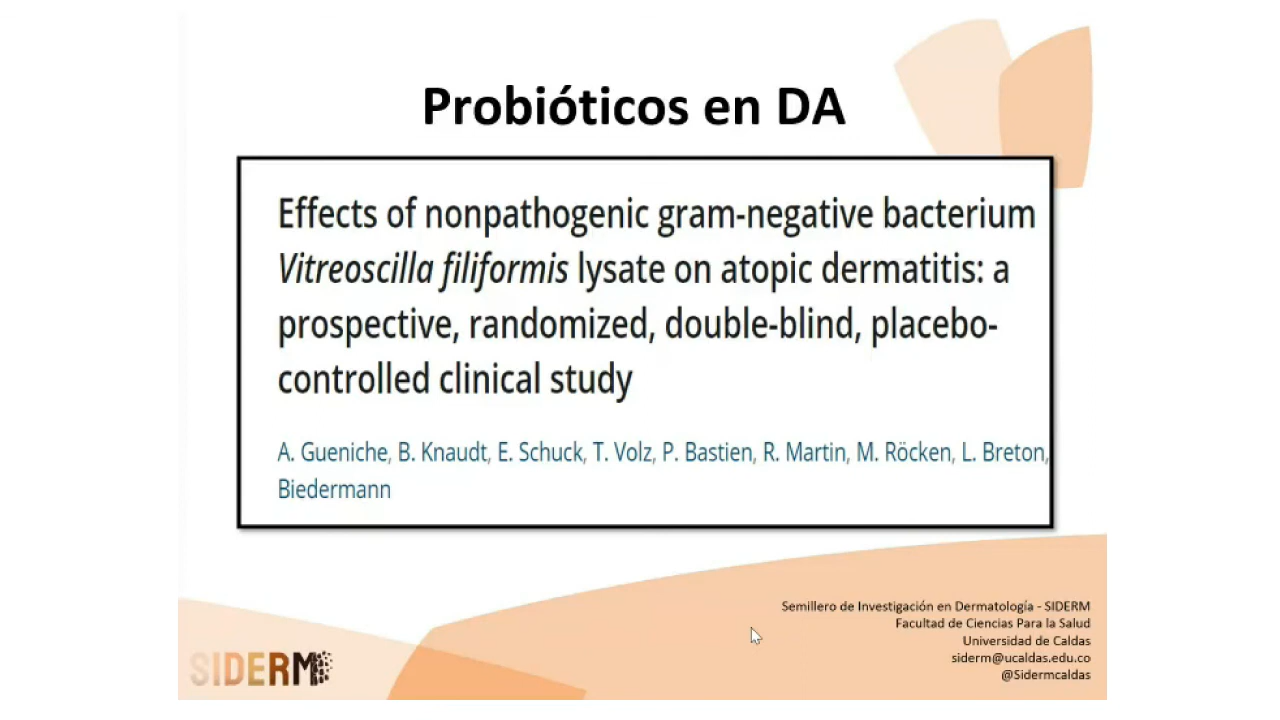 Probióticos en DA
Effects of nonpathogenic gram-negative bacterium
Vitreoscilla filiformis lysate on atopic dermatitis: a
prospective, randomized, double-blind, placebo-
controlled clinical study
A. Gueniche, B. Knaudt, E. Schuck, T. Volz, P. Bastien, R. Martin, M. Röcken, L. Breton,
Biedermann
Semillero de Investigación en Dermatología - SIDERM
Facultad de Ciencias Para la Salud
Universidad de Caldas
siderm@ucaldas.edu.co
@Sidermcaldas
SIDERM